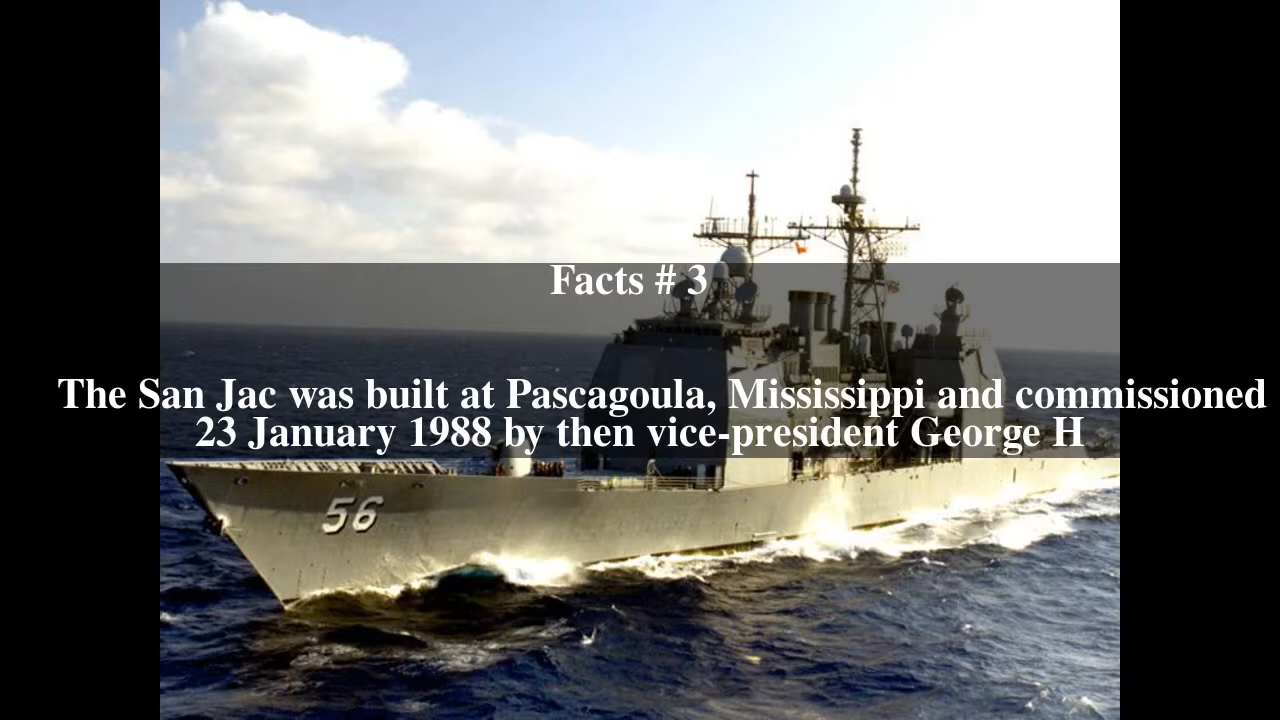 Facts # 3
The San Jac was built at Pascagoula, Mississippi and commissioned
23 January 1988 by then vice-president George H
56